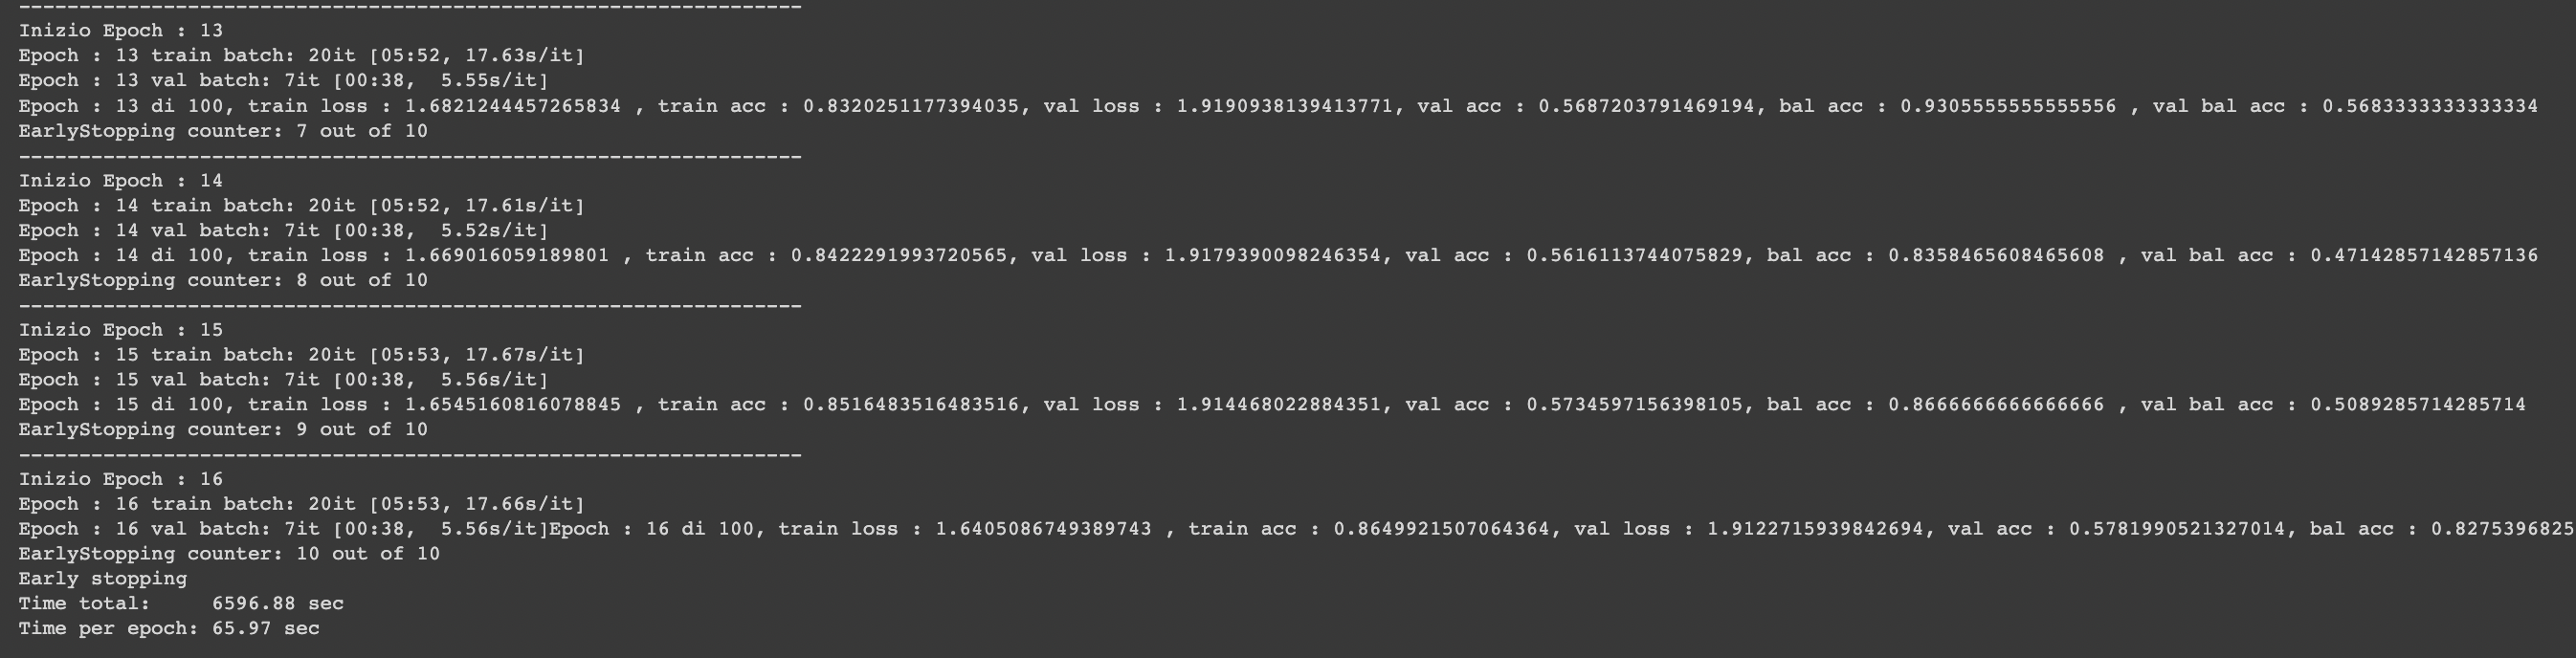 -----------------------------------------------------------------
Inizio Epoch : 13
Epoch : 13 train batch: 20it [05:52, 17.63s/it]
Epoch : 13 val batch: 7it [00:38,  5.55s/it]
Epoch : 13 di 100, train loss : 1.6821244457265834 , train acc : 0.8320251177394035, val loss : 1.9190938139413771, val acc : 0.5687203791469194, bal acc : 0.9305555555555556 , val bal acc : 0.5683333333333334
EarlyStopping counter: 7 out of 10
-----------------------------------------------------------------
Inizio Epoch : 14
Epoch : 14 train batch: 20it [05:52, 17.61s/it]
Epoch : 14 val batch: 7it [00:38,  5.52s/it]
Epoch : 14 di 100, train loss : 1.669016059189801 , train acc : 0.8422291993720565, val loss : 1.9179390098246354, val acc : 0.5616113744075829, bal acc : 0.8358465608465608 , val bal acc : 0.47142857142857136
EarlyStopping counter: 8 out of 10
-----------------------------------------------------------------
Inizio Epoch : 15
Epoch : 15 train batch: 20it [05:53, 17.67s/it]
Epoch : 15 val batch: 7it [00:38,  5.56s/it]
Epoch : 15 di 100, train loss : 1.6545160816078845 , train acc : 0.8516483516483516, val loss : 1.914468022884351, val acc : 0.5734597156398105, bal acc : 0.8666666666666666 , val bal acc : 0.5089285714285714
EarlyStopping counter: 9 out of 10
-----------------------------------------------------------------
Inizio Epoch : 16
Epoch : 16 train batch: 20it [05:53, 17.66s/it]
Epoch : 16 val batch: 7it [00:38,  5.56s/it]Epoch : 16 di 100, train loss : 1.6405086749389743 , train acc : 0.8649921507064364, val loss : 1.9122715939842694, val acc : 0.5781990521327014, bal acc : 0.8275396825
EarlyStopping counter: 10 out of 10
Early stopping
Time total:     6596.88 sec
Time per epoch: 65.97 sec